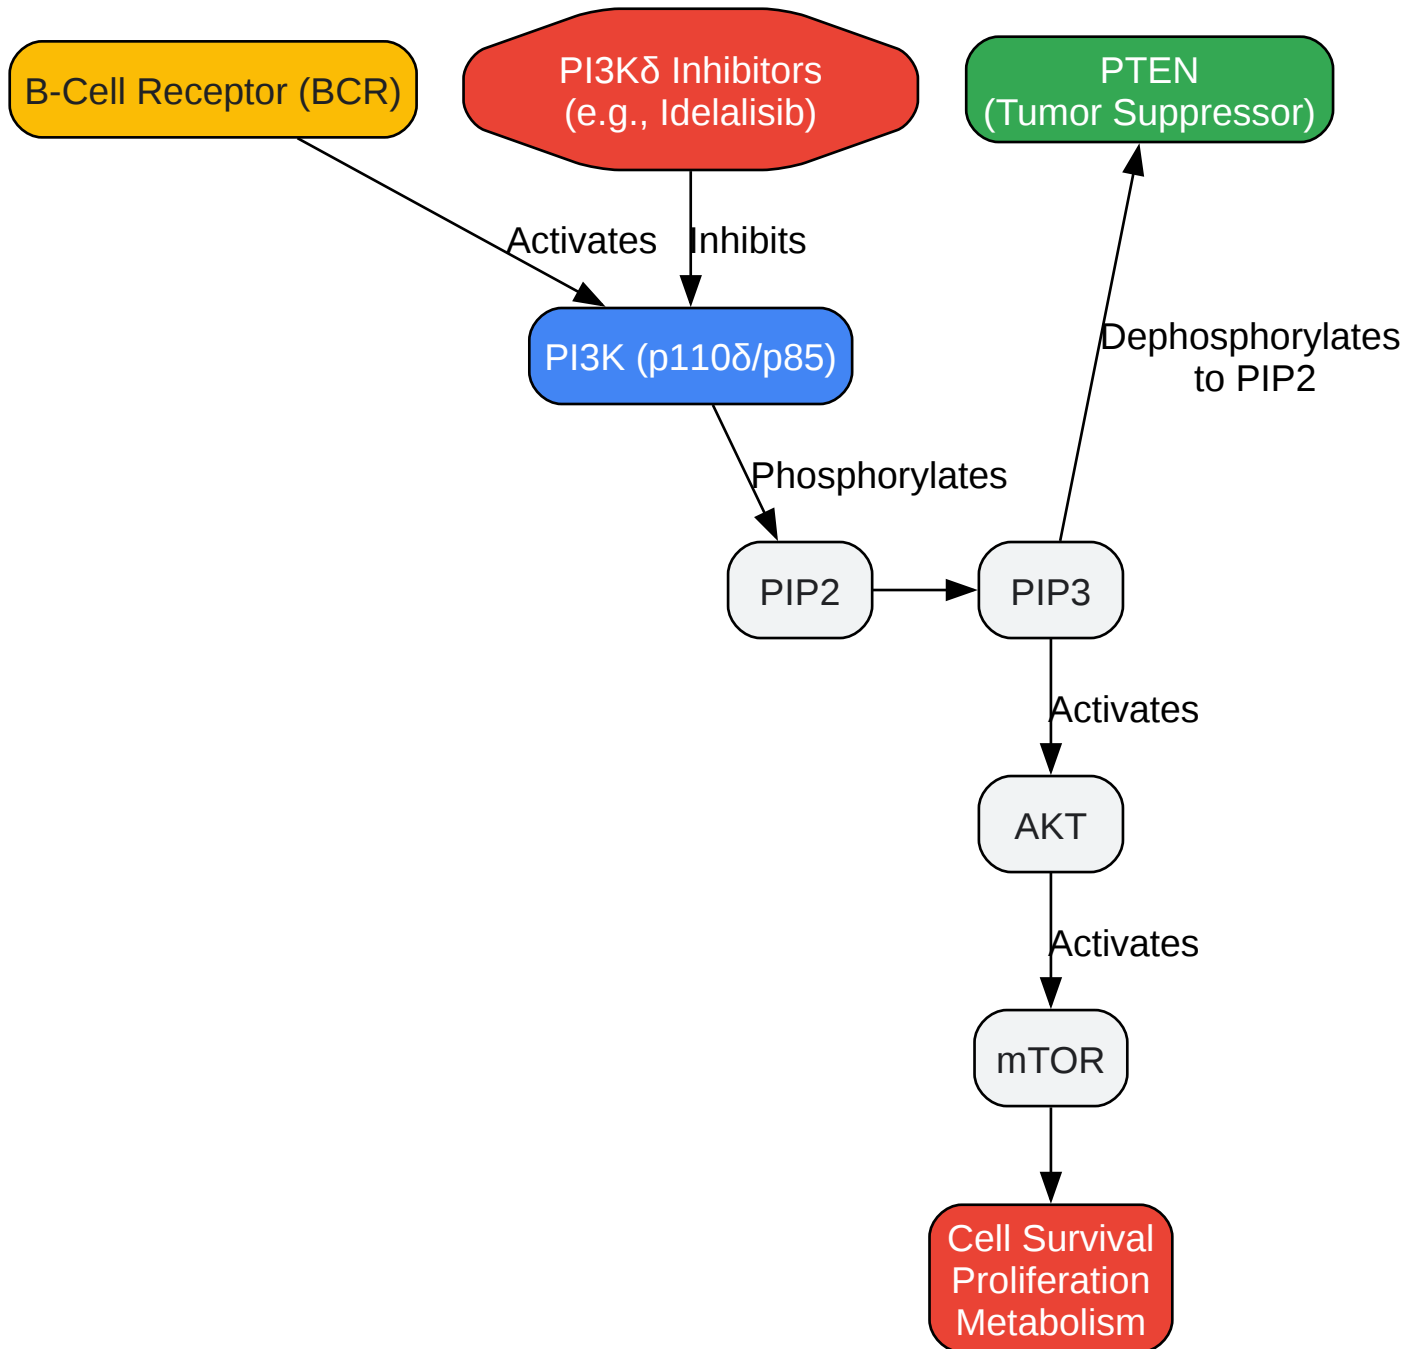 B-Cell Receptor (BCR)
PI3Kδ Inhibitors
(e.g., Idelalisib)
PTEN
(Tumor Suppressor)
Activates
Inhibits
Dephosphorylates
to PIP2
PI3K (p110δ/p85)
Phosphorylates
PIP2
PIP3
Activates
AKT
Activates
mTOR
Cell Survival
Proliferation
Metabolism